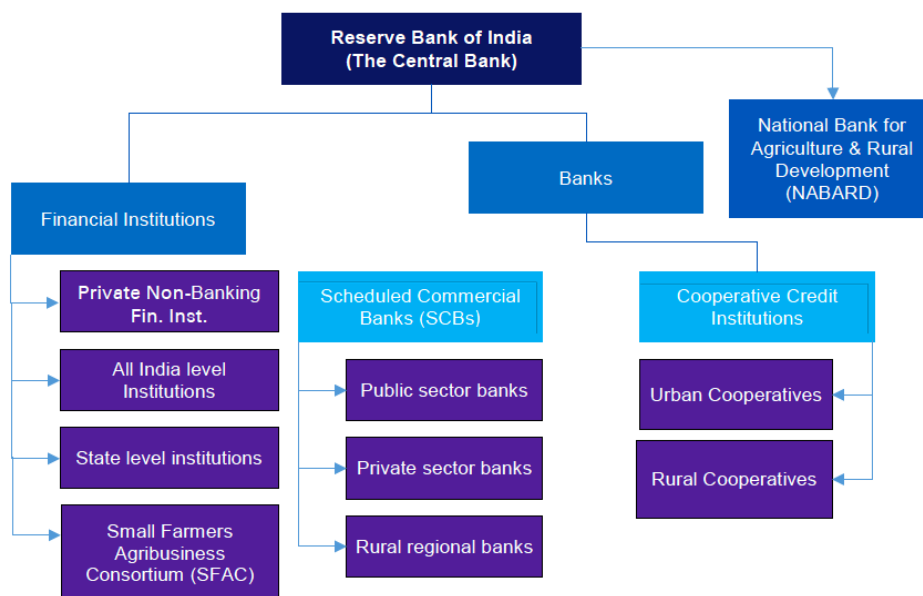 Reserve Bank of India
(The Central Bank)
National Bank for
Agriculture & Rural
Development
(NABARD)
Banks
Financial Institutions
Private Non-Banking
Fin. Inst.
All India level
Institutions
State level institutions
Small Farmers
Agribusiness
Consortium (SFAC)
Scheduled Commercial
Banks (SCBs)
Public sector banks
Private sector banks
Rural regional banks
Cooperative Credit
Institutions
Urban Cooperatives
Rural Cooperatives